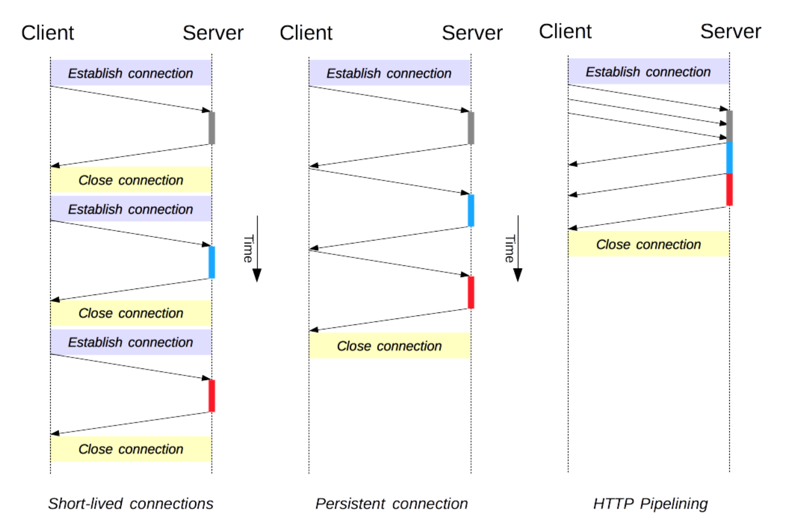 Client Server
Establish connection
Close connection
Establish connection
Close connection
Establish connection
Close connection
Short-lived connections
Time
Client Server
Establish connection
Close connection
Persistent connection
Time
Client Server
Establish connection
Close connection
HTTP Pipelining